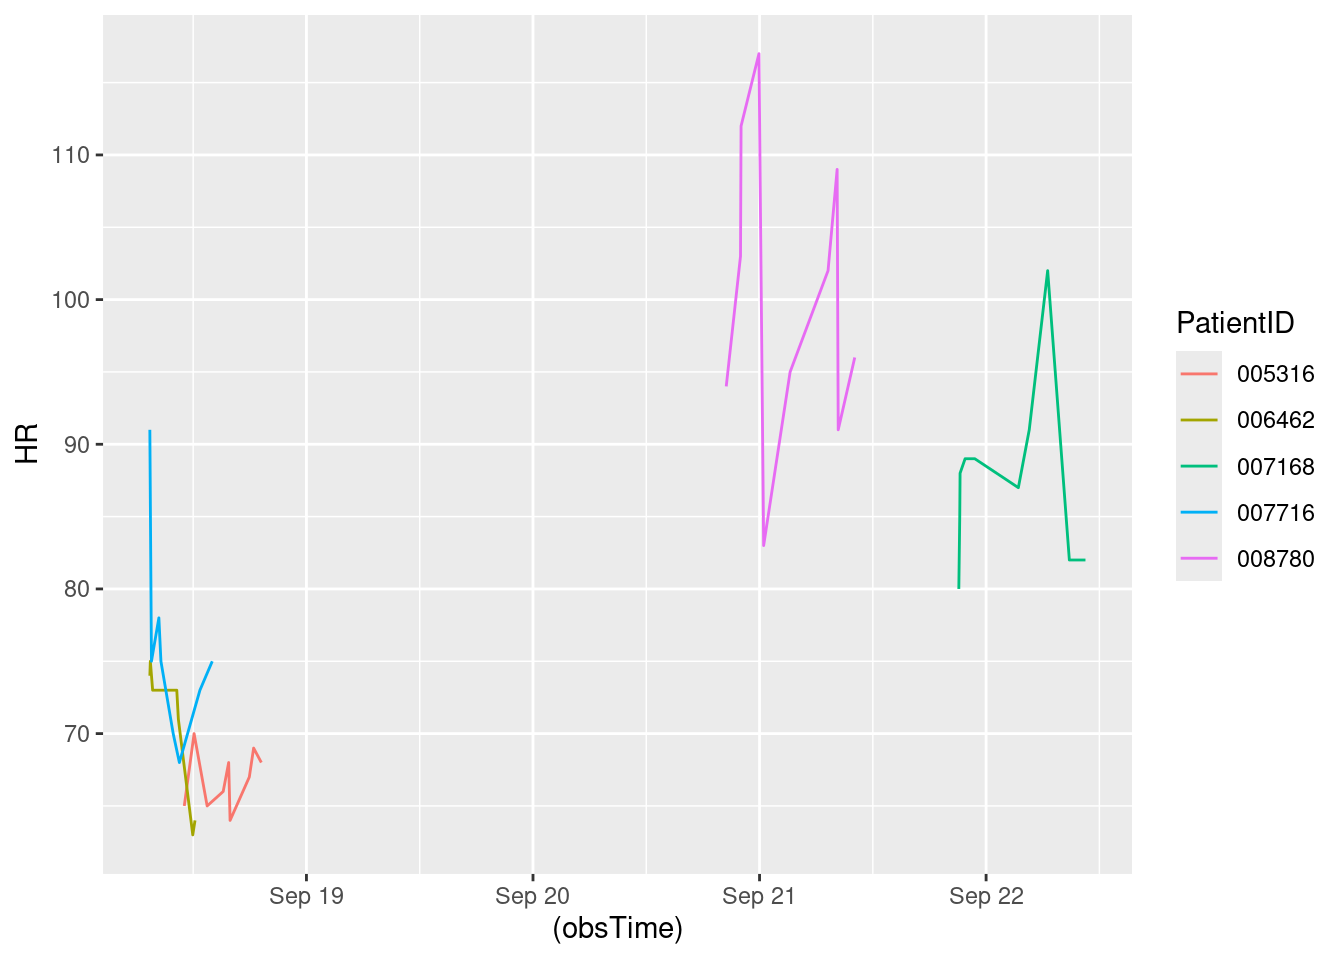 110
100
90
80
70
HR
Sep 19
Sep 20
Sep 21
Sep 22
(obsTime)
PatientID
005316
006462
007168
007716
008780